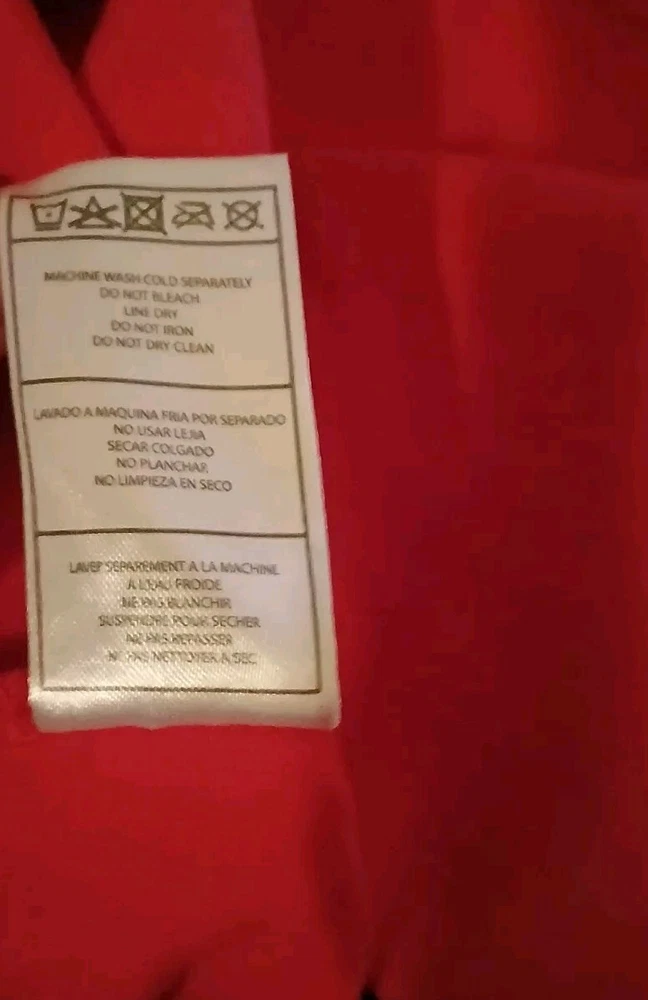 MACHINE WASH COLD SEPARATELY
DO NOT BLEACH
LINE DRY
DO NOT IRON
DO NOT DRY CLEAN
LAVADO A MAQUINA FRIA POR SEPARADO
NO USAR LEJIA
SECAR COLGADO
NO PLANCHAR
NO LIMPIEZA EN SECO
LAVER SEPAREMENT A LA MACHINE
A L'EAU FROIDE
NE PAS BLANCHIR
SUSPENDRE POUR SECHER
NE PAS REPASSER
NE PAS NETTOYER A SEC